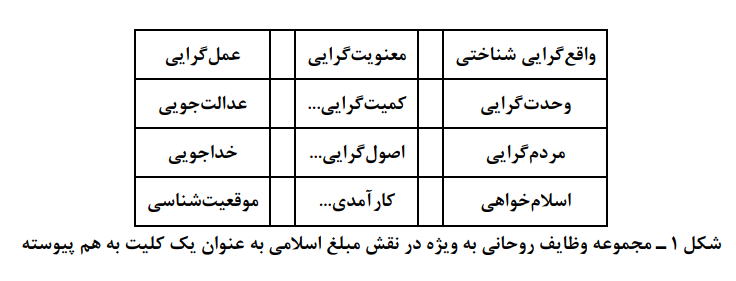 واقع‌گرایی شناختی معنویت‌گرایی عمل‌گرایی
وحدت‌گرایی کمیت‌گرایی... عدالت‌جویی
مردم‌گرایی اصول‌گرایی... خداجویی
اسلام‌خواهی کارآمدی... موقعیت‌شناسی
شکل ۱ ـ مجموعه وظایف روحانی به ویژه در نقش مبلغ اسلامی به عنوان یک کلیت به هم پیوسته